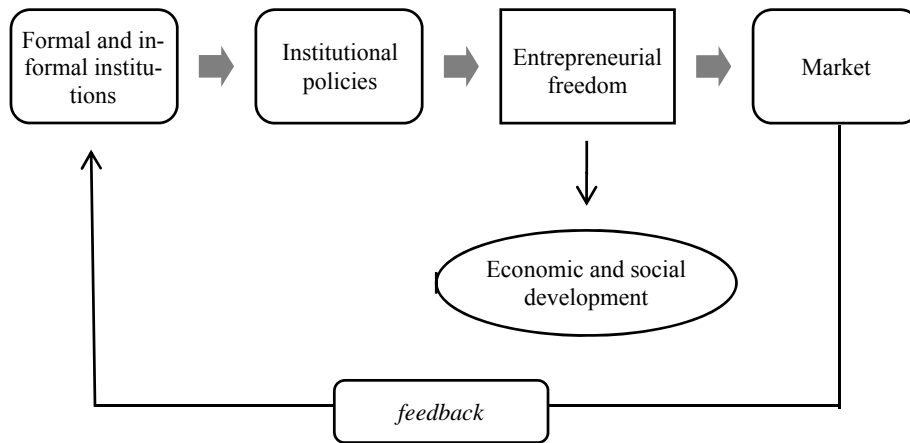 Formal and in-
formal institu-
tions
Institutional
policies
Entrepreneurial
freedom
Market
Economic and social
development
feedback